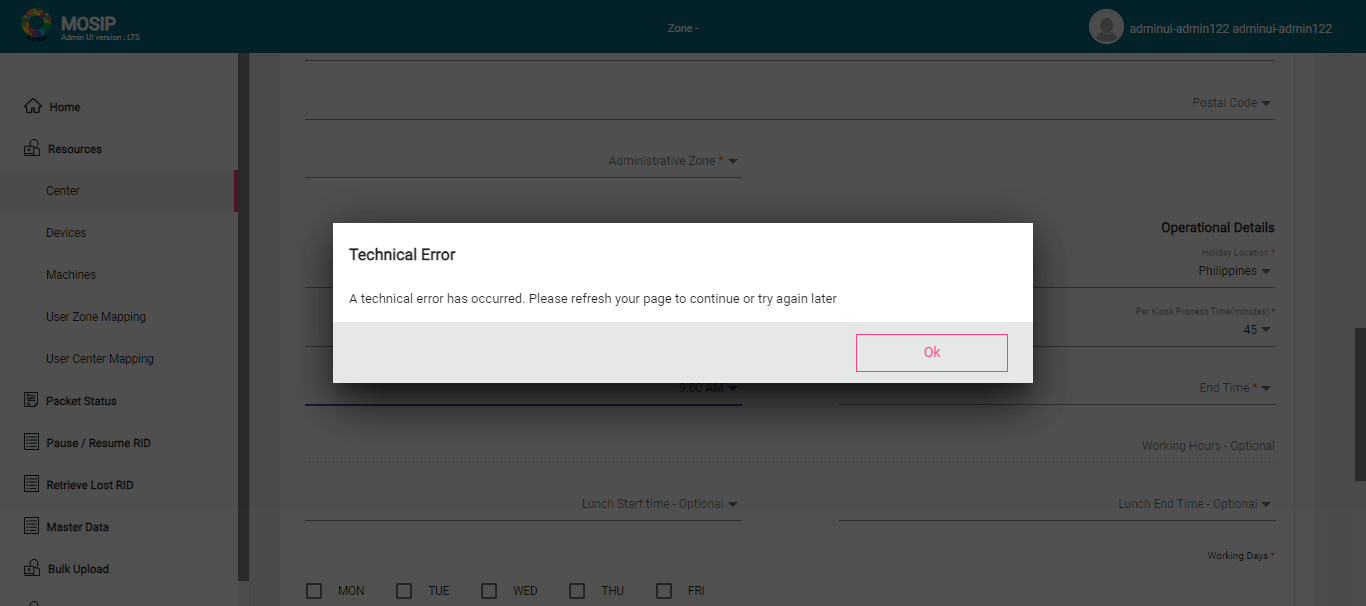 MOSIP
Admin UI version : LTS
Zone -
adminui-admin122 adminui-admin122
Home
Resources
Center
Devices
Machines
User Zone Mapping
User Center Mapping
Packet Status
Pause / Resume RID
Retrieve Lost RID
Master Data
Bulk Upload
Postal Code
Administrative Zone *
Operational Details
Holiday Location *
Philippines
Per Kiosk Process Time(minutes) *
45
Technical Error
A technical error has occurred. Please refresh your page to continue or try again later
Ok
9:00 AM
End Time *
Working Hours - Optional
Lunch Start time - Optional
Lunch End Time - Optional
Working Days *
MON TUE WED THU FRI